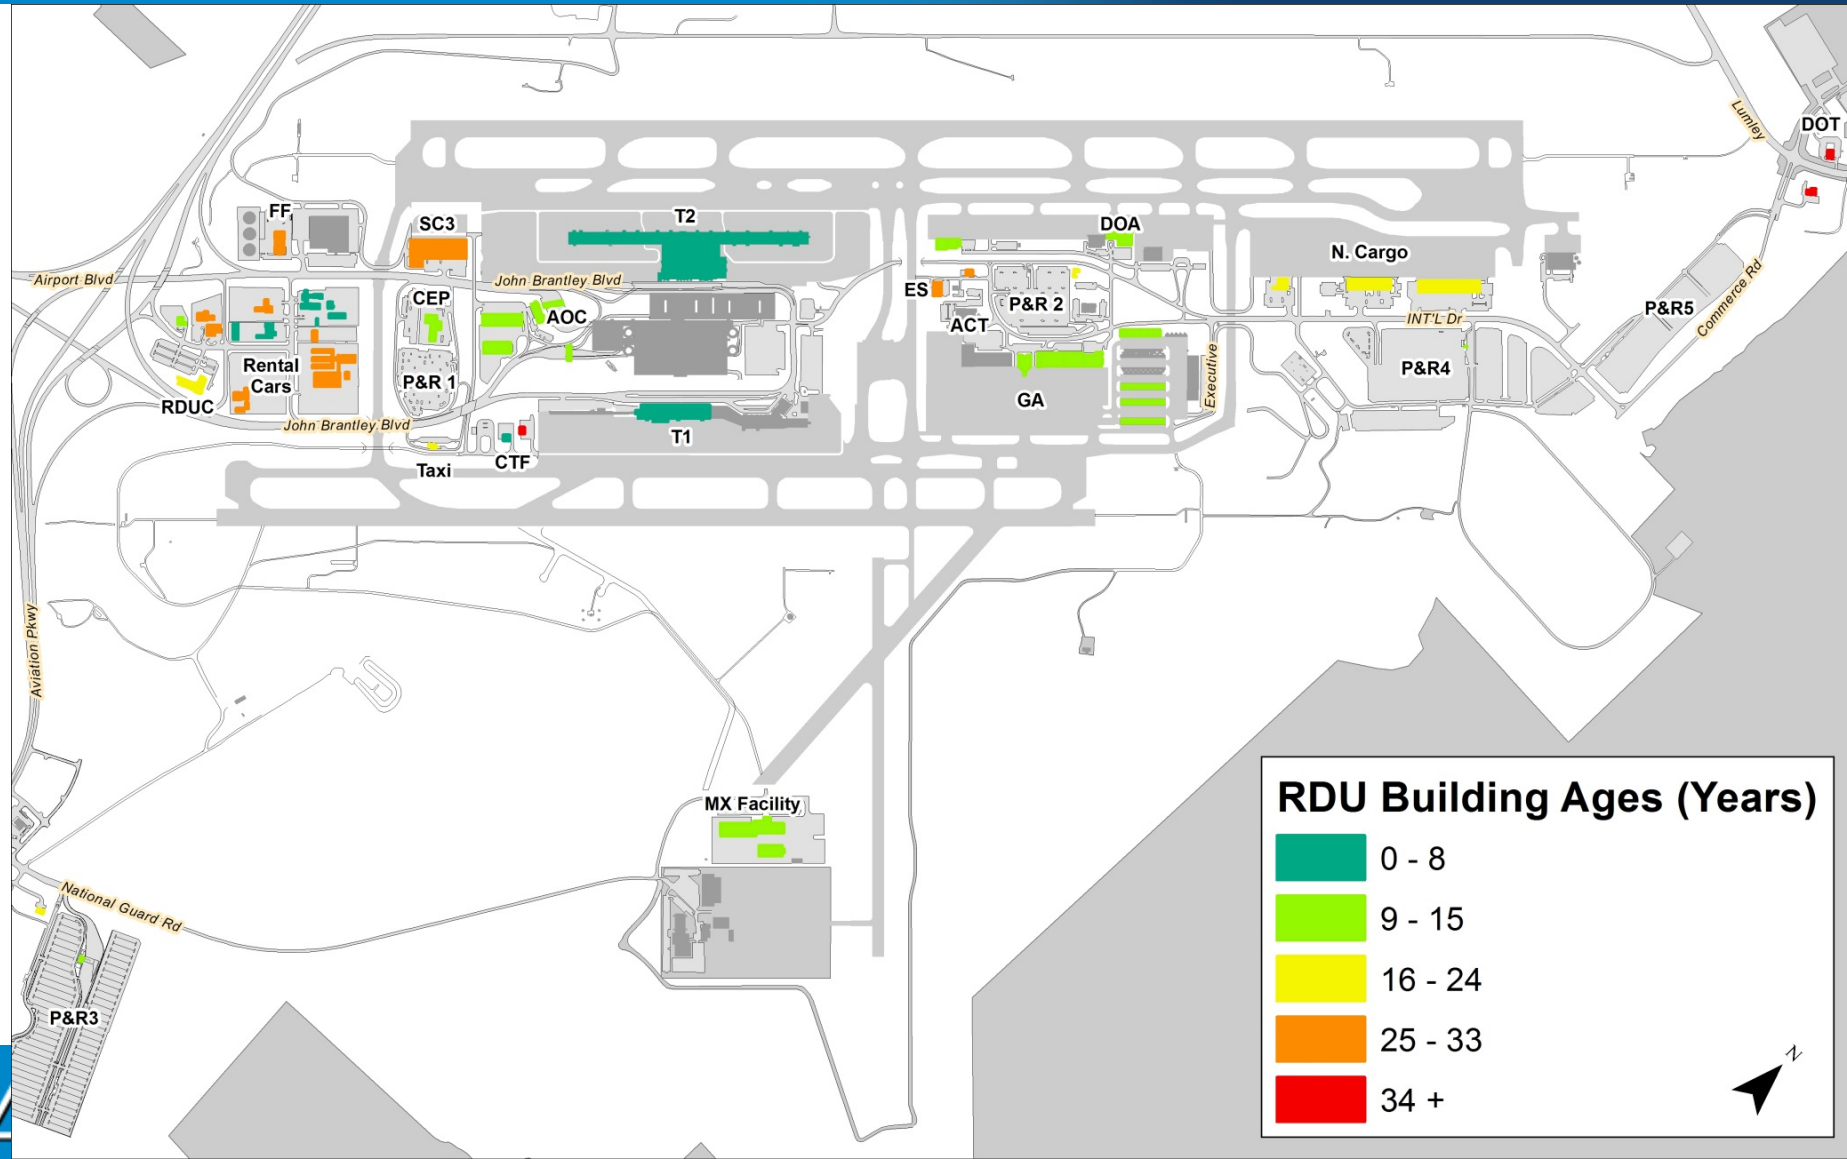 Lumley
DOT
FF
SC3
T2
DOA
N. Cargo
Airport Blvd
John Brantley Blvd
CEP
AOC
ES
P&R 2
ACT
INT'L Dr
P&R5
Commerce Rd
Rental
Cars
P&R 1
P&R4
Executive
GA
RDUC
John Brantley Blvd
T1
Taxi
CTF
Aviation Pkwy
MX Facility
National Guard Rd
P&R3
RDU Building Ages (Years)
0 - 8
9 - 15
16 - 24
25 - 33
34 +
N